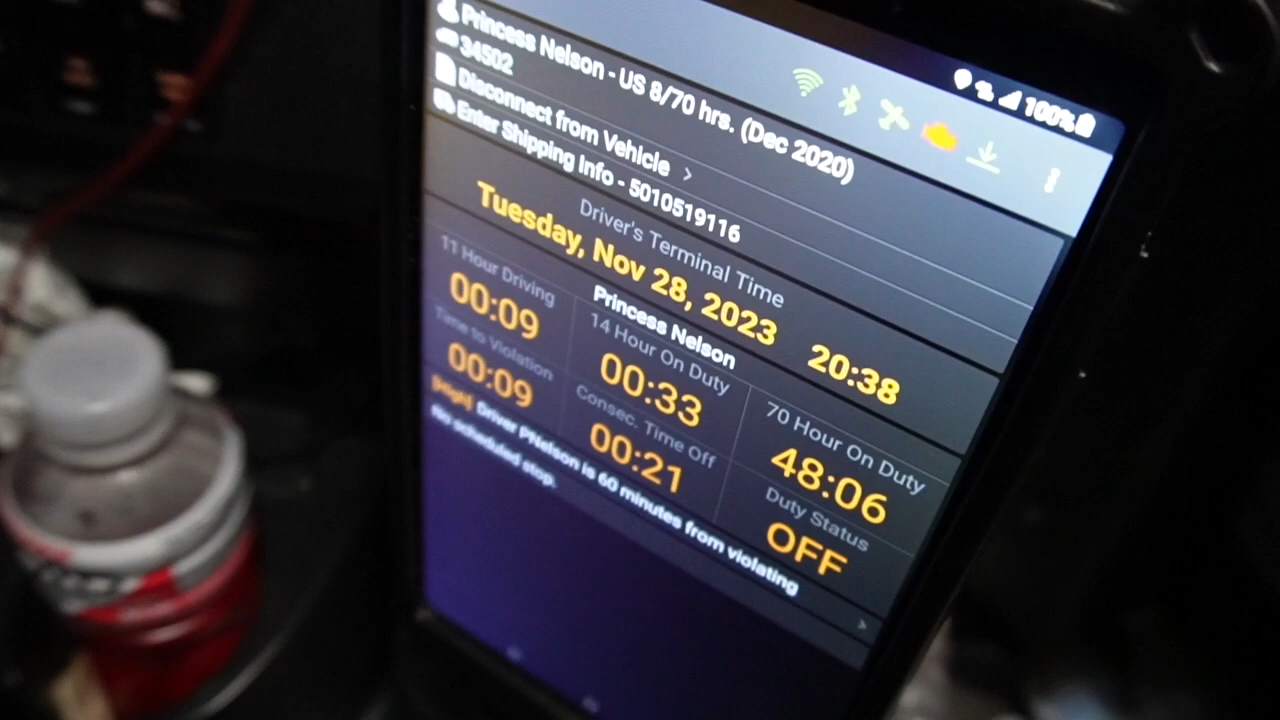 100%
Princess Nelson - US 8/70 hrs. (Dec 2020)
34502
Disconnect from Vehicle >
Enter Shipping Info - 5010519116
Driver's Terminal Time
Tuesday, Nov 28, 2023 20:38
Princess Nelson
11 Hour Driving
00:09
14 Hour On Duty
00:33
70 Hour On Duty
48:06
Time to Violation
00:09
Consec. Time Off
00:21
Duty Status
OFF
[High] Driver PNelson is 60 minutes from violating
No scheduled stop. >